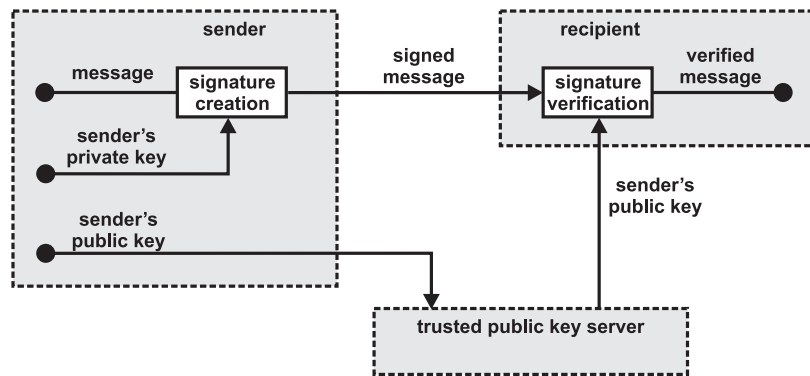 sender
message
signature
creation
sender’s
private key
sender’s
public key
signed
message
recipient
signature
verification
verified
message
sender’s
public key
trusted public key server